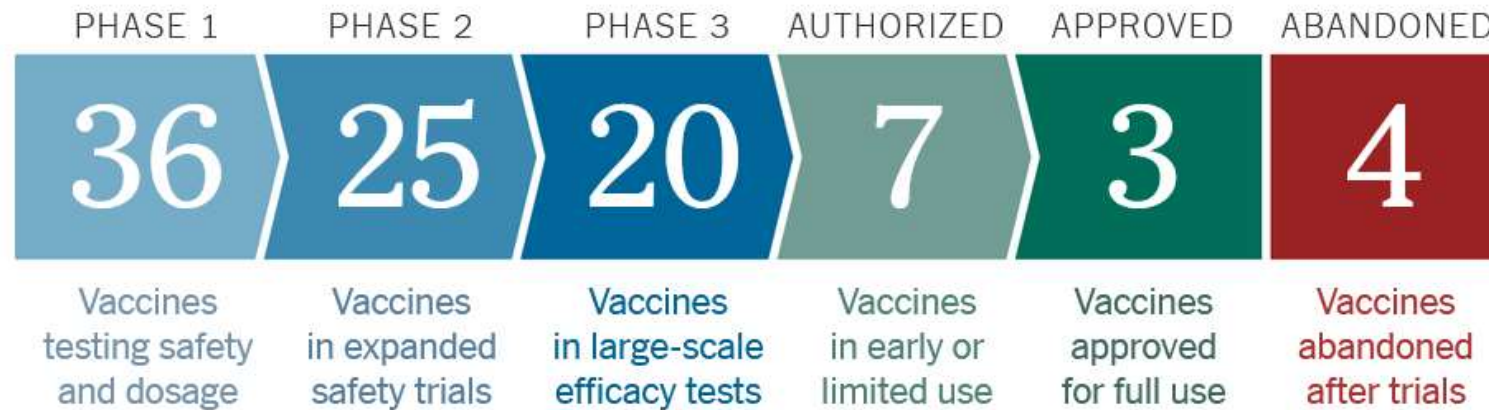 PHASE 1 PHASE 2 PHASE 3 AUTHORIZED APPROVED ABANDONED
36 25 20 7 3 4
Vaccines Vaccines Vaccines Vaccines Vaccines Vaccines
testing safety in expanded in large-scale in early or approved abandoned
and dosage safety trials efficacy tests limited use for full use after trials